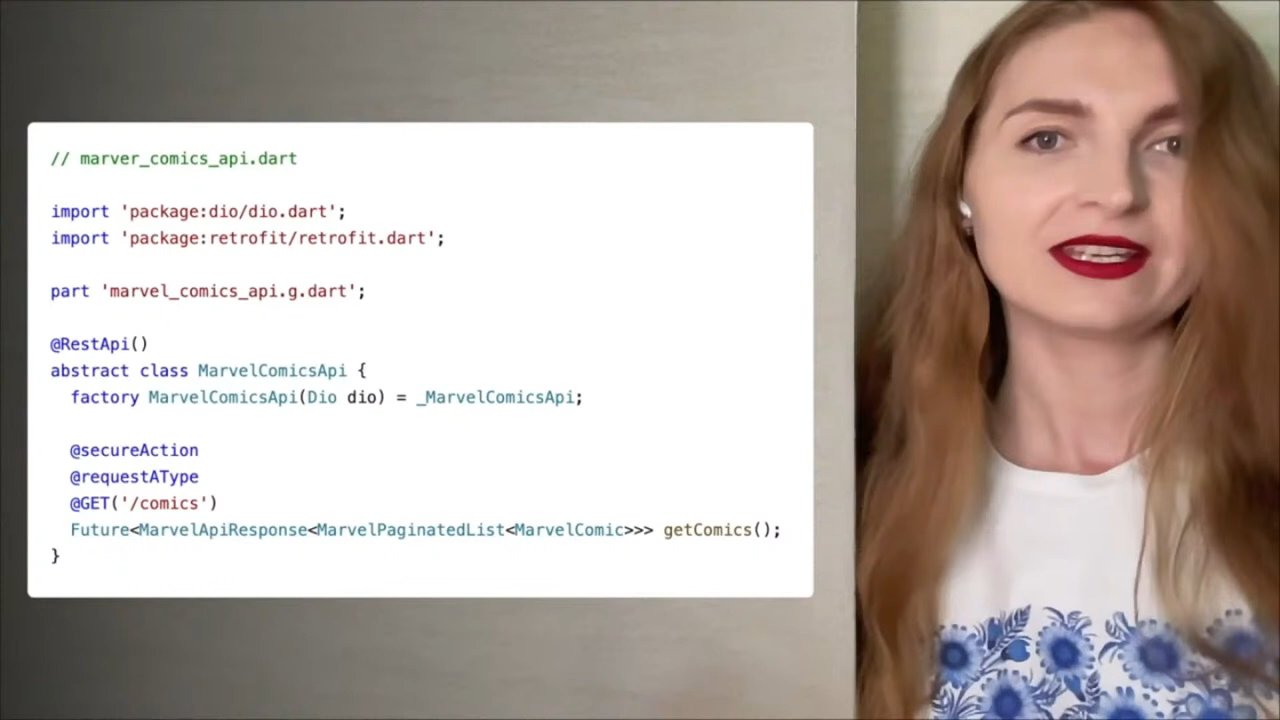 // marver_comics_api.dart
import 'package:dio/dio.dart';
import 'package:retrofit/retrofit.dart';
part 'marvel_comics_api.g.dart';
@RestApi()
abstract class MarvelComicsApi {
factory MarvelComicsApi(Dio dio) = _MarvelComicsApi;
@secureAction
@requestAType
@GET('/comics')
Future<MarvelApiResponse<MarvelPaginatedList<MarvelComic>>> getComics();
}